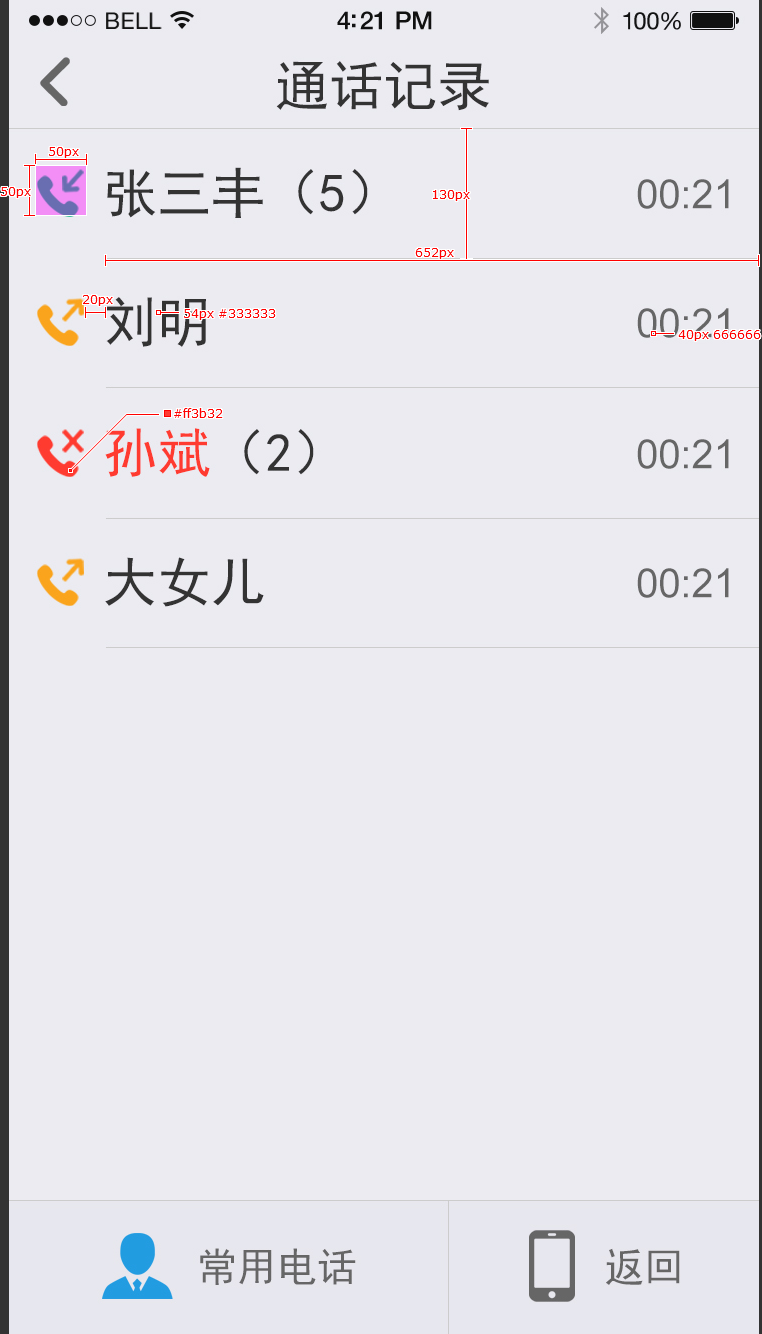 BELL 4:21 PM 100%
通话记录
50px
50px 张三丰（5） 130px 00:21
652px
20px
刘明 54px #333333 00:21
40px 666666
#ff3b32
孙斌（2） 00:21
大女儿 00:21
常用电话 返回